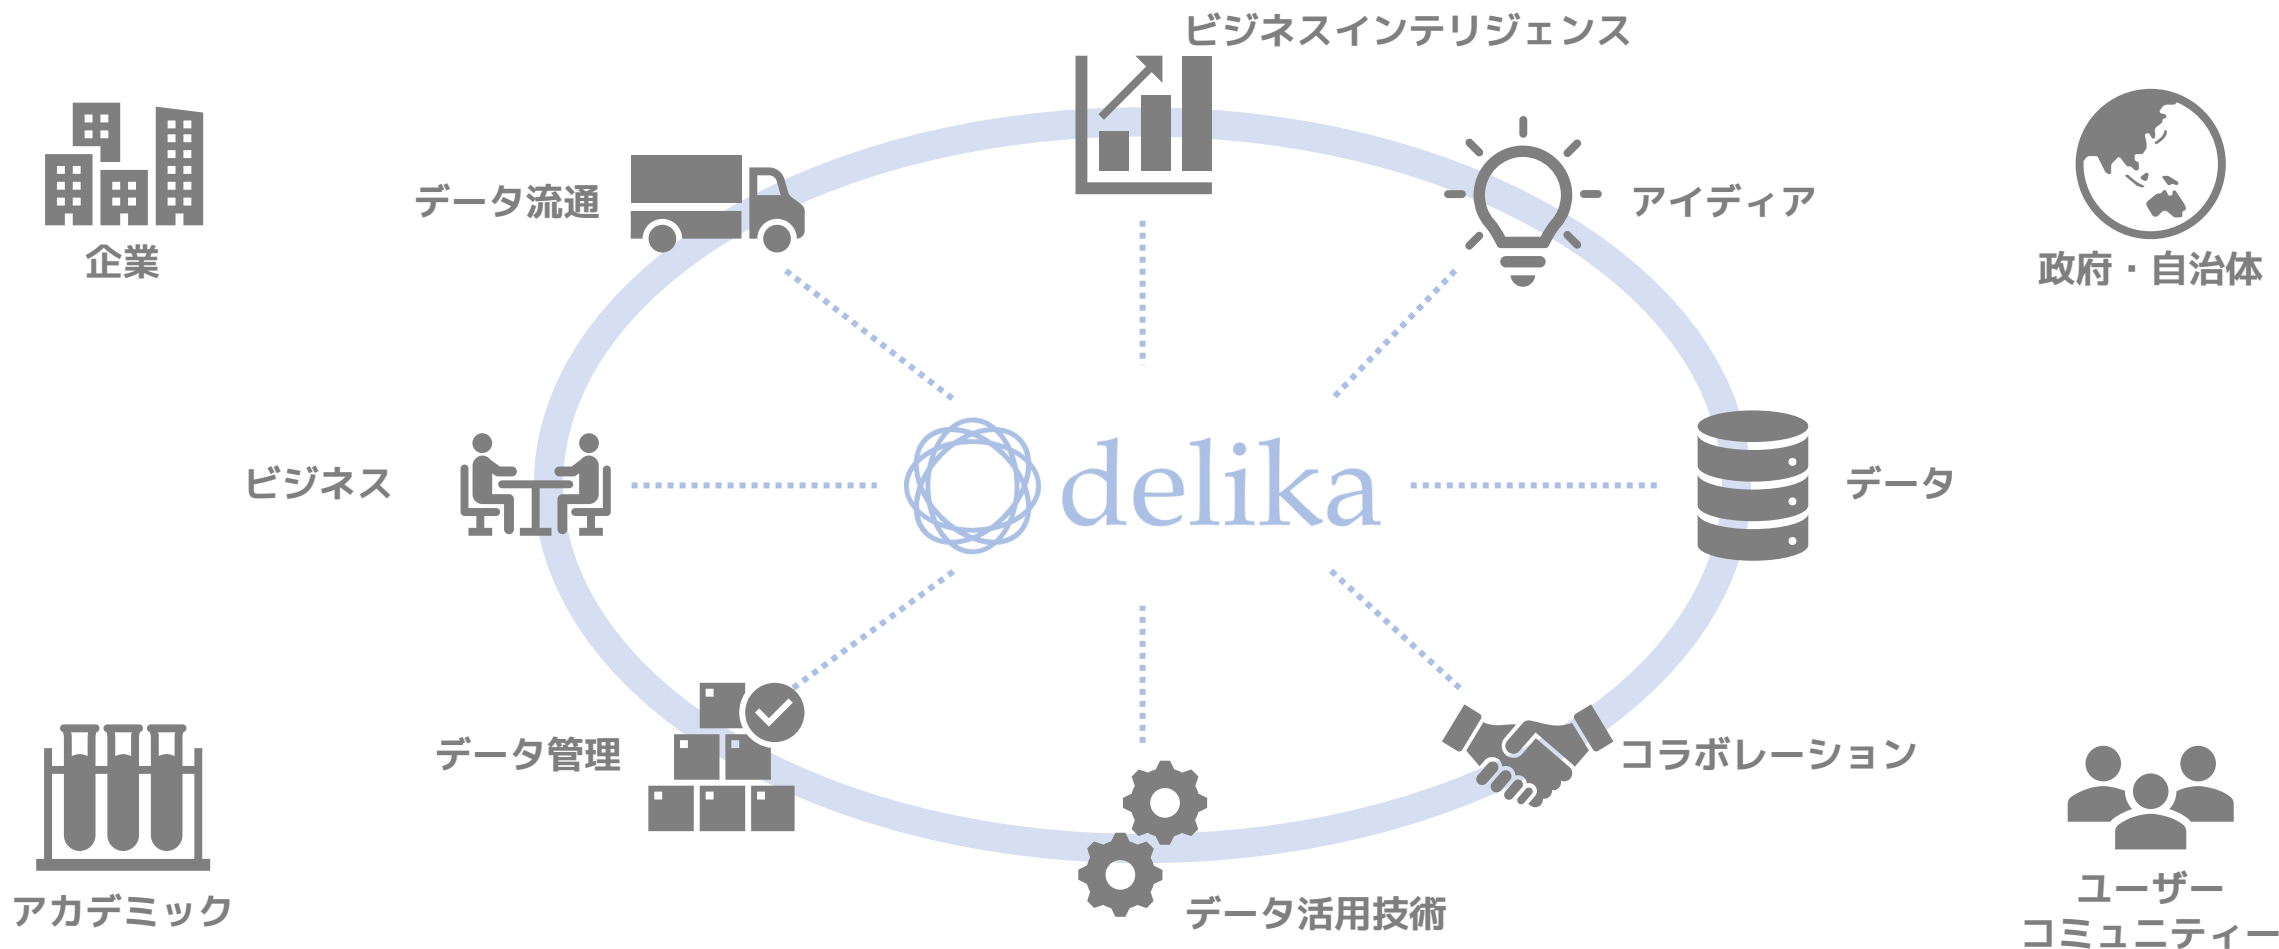 ビジネスインテリジェンス
データ流通
アイディア
企業
政府・自治体
ビジネス
delika
データ
データ管理
コラボレーション
アカデミック
データ活用技術
ユーザー
コミュニティー